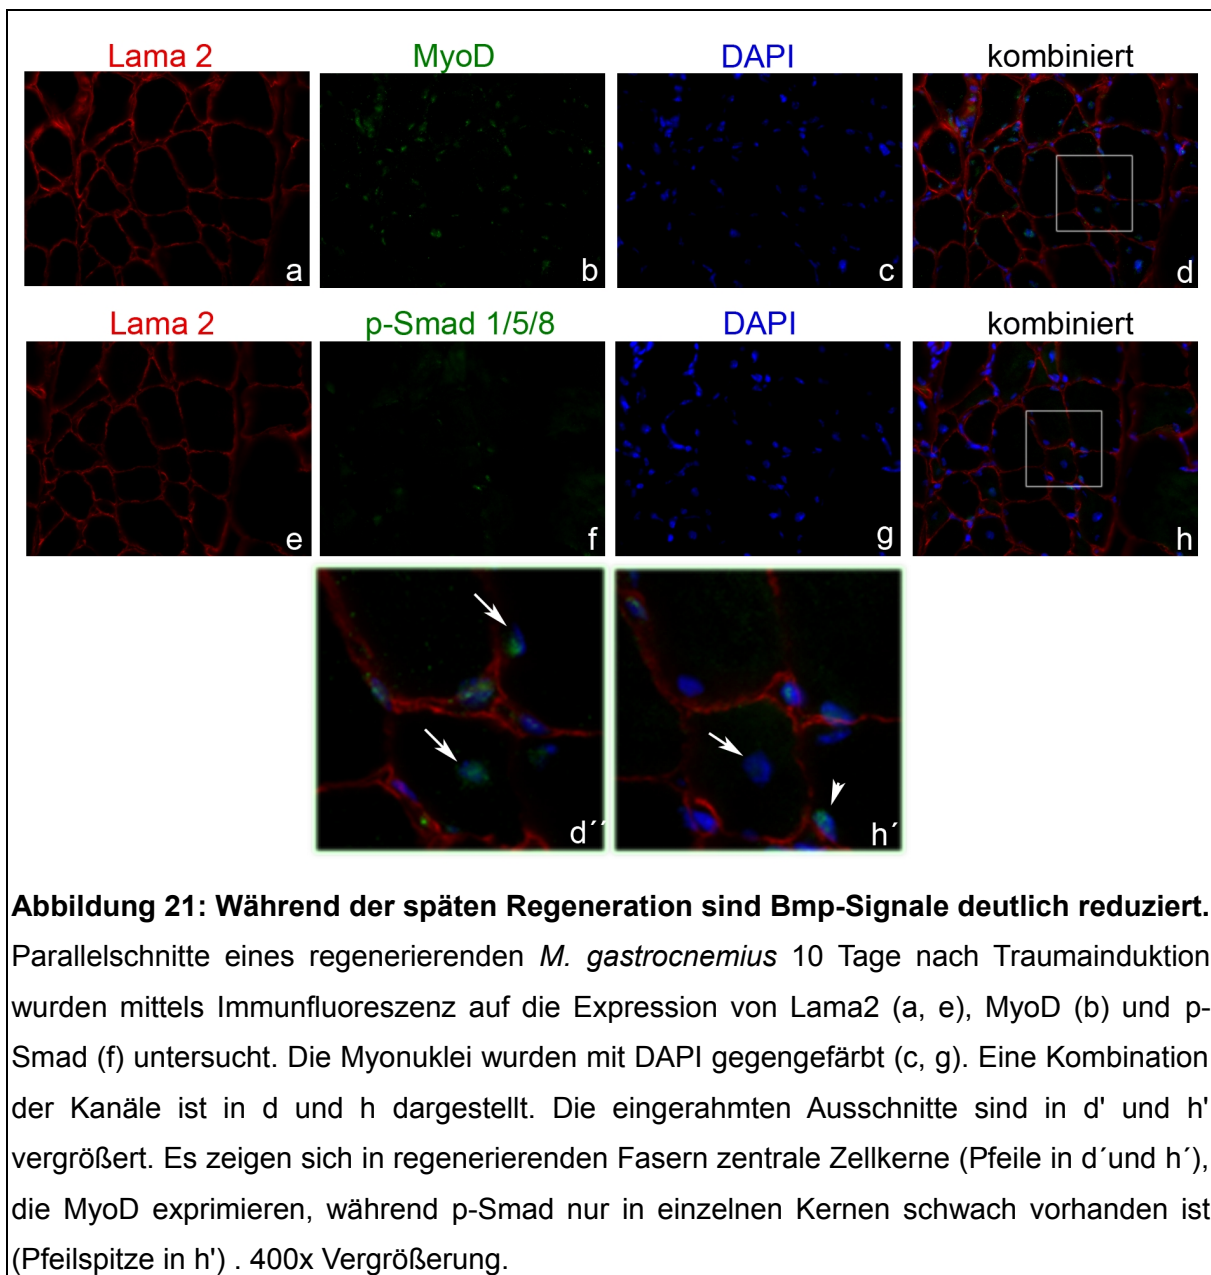 Lama 2 MyoD DAPI kombiniert
a b c d
Lama 2 p-Smad 1/5/8 DAPI kombiniert
e f g h
d´´ h´
Abbildung 21: Während der späten Regeneration sind Bmp-Signale deutlich reduziert.
Parallelschnitte eines regenerierenden M. gastrocnemius 10 Tage nach Traumainduktion
wurden mittels Immunfluoreszenz auf die Expression von Lama2 (a, e), MyoD (b) und p-
Smad (f) untersucht. Die Myonuklei wurden mit DAPI gegengefärbt (c, g). Eine Kombination
der Kanäle ist in d und h dargestellt. Die eingerahmten Ausschnitte sind in d' und h'
vergrößert. Es zeigen sich in regenerierenden Fasern zentrale Zellkerne (Pfeile in d´und h´),
die MyoD exprimieren, während p-Smad nur in einzelnen Kernen schwach vorhanden ist
(Pfeilspitze in h') . 400x Vergrößerung.